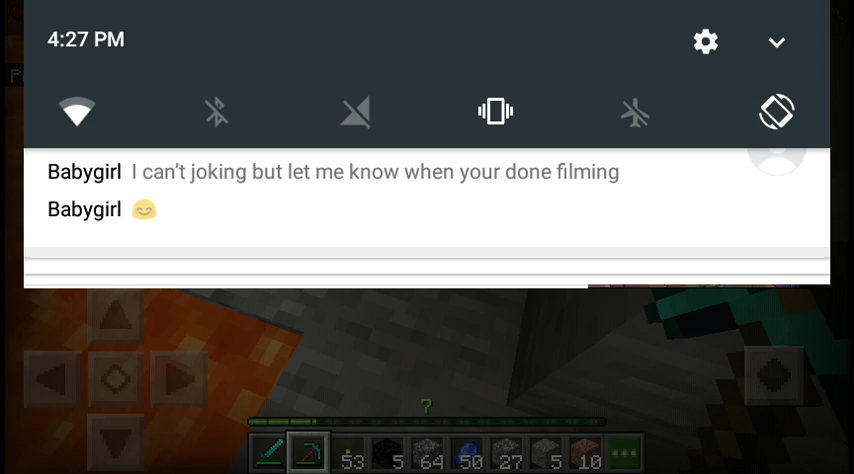 4:27 PM
Babygirl I can't joking but let me know when your done filming
Babygirl 😊
7
53 5 64 50 27 5 10